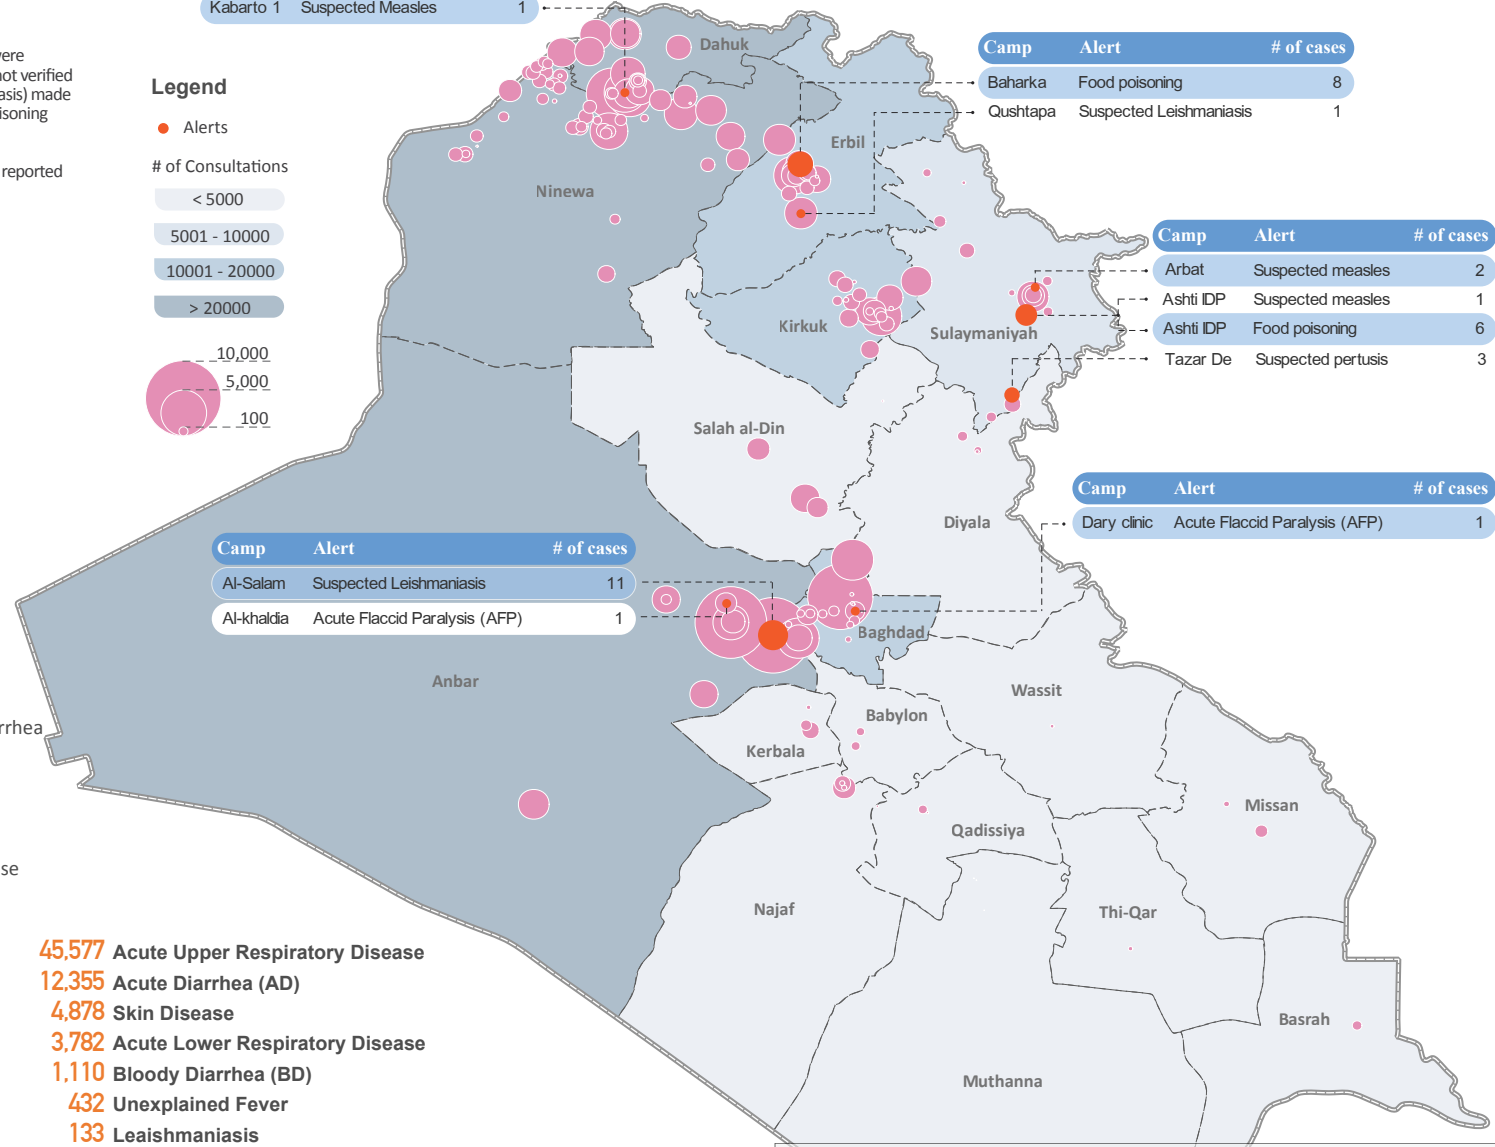 Kabarto 1 Suspected Measles 1
were
not verified
asis) made
isoning
reported
Legend
Alerts
# of Consultations
< 5000
5001 - 10000
10001 - 20000
> 20000
10,000
5,000
100
Camp Alert # of cases
Baharka Food poisoning 8
Qushtapa Suspected Leishmaniasis 1
Camp Alert # of cases
Arbat Suspected measles 2
Ashti IDP Suspected measles 1
Ashti IDP Food poisoning 6
Tazar De Suspected pertusis 3
Camp Alert # of cases
Dary clinic Acute Flaccid Paralysis (AFP) 1
Camp Alert # of cases
Al-Salam Suspected Leishmaniasis 11
Al-khaldia Acute Flaccid Paralysis (AFP) 1
Dahuk
Erbil
Ninewa
Kirkuk
Sulaymaniyah
Salah al-Din
Diyala
Baghdad
Anbar
Wassit
Babylon
Kerbala
Missan
Qadissiya
Najaf
Thi-Qar
Basrah
Muthanna
rrhea
se
45,577 Acute Upper Respiratory Disease
12,355 Acute Diarrhea (AD)
4,878 Skin Disease
3,782 Acute Lower Respiratory Disease
1,110 Bloody Diarrhea (BD)
432 Unexplained Fever
133 Leaishmaniasis